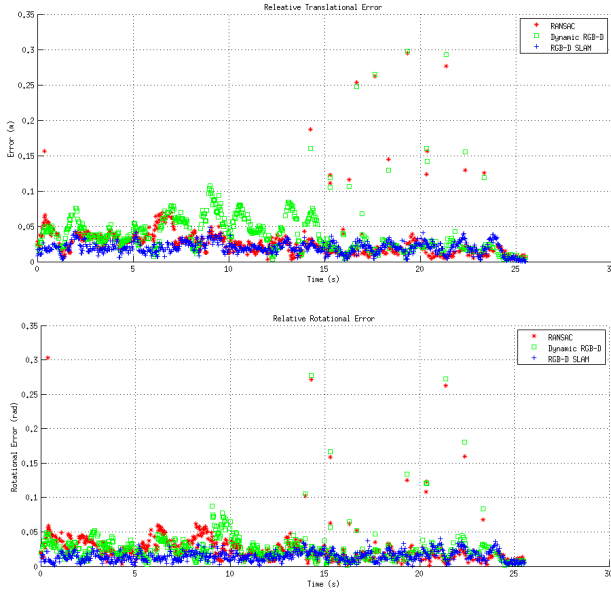 Releative Translational Error
0.35
0.3
0.25
0.2
0.15
0.1
0.05
0
Error (m)
RANSAC
Dynamic RGB-D
RGB-D SLAM
0 5 10 15 20 25 30
Time (s)
Relative Rotational Error
0.35
0.3
0.25
0.2
0.15
0.1
0.05
0
Rotational Error (rad)
RANSAC
Dynamic RGB-D
RGB-D SLAM
0 5 10 15 20 25 30
Time (s)